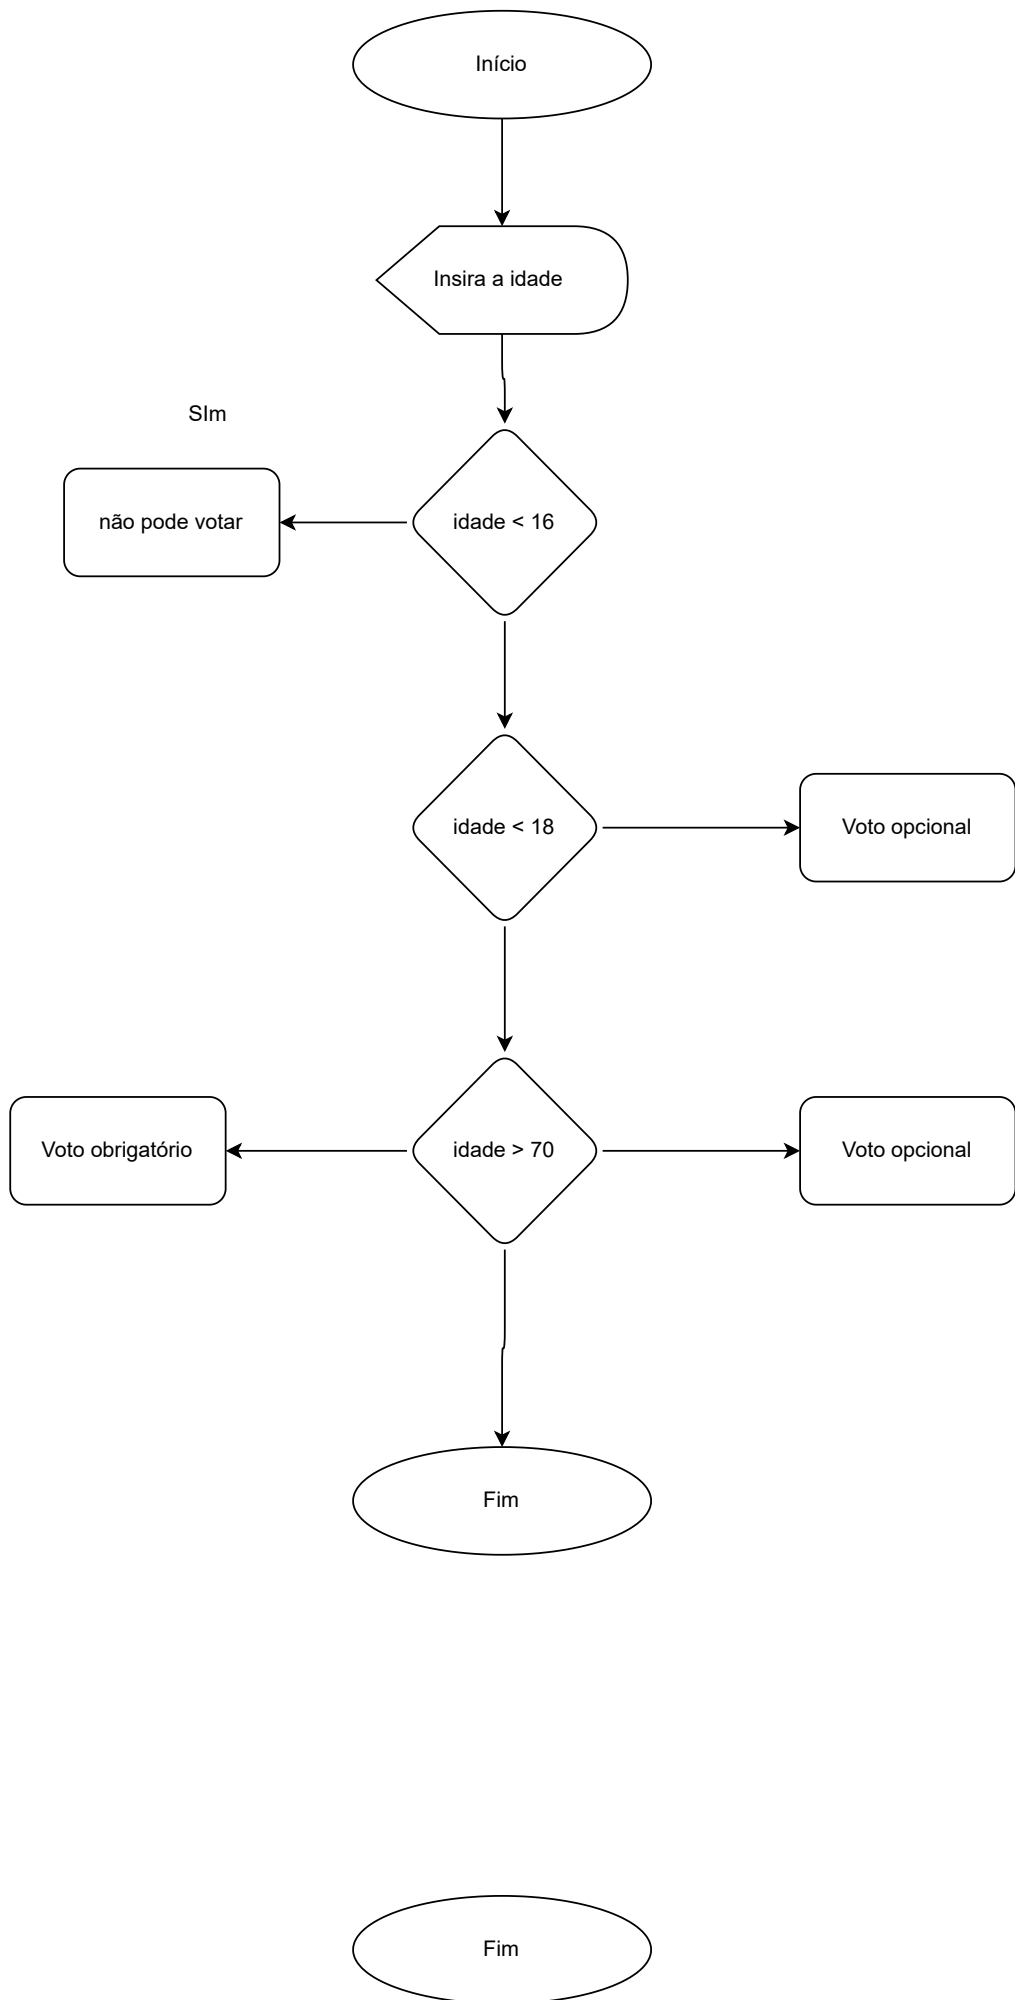 Início
Insira a idade
SIm
não pode votar
idade < 16
idade < 18
Voto opcional
Voto obrigatório
idade > 70
Voto opcional
Fim
Fim